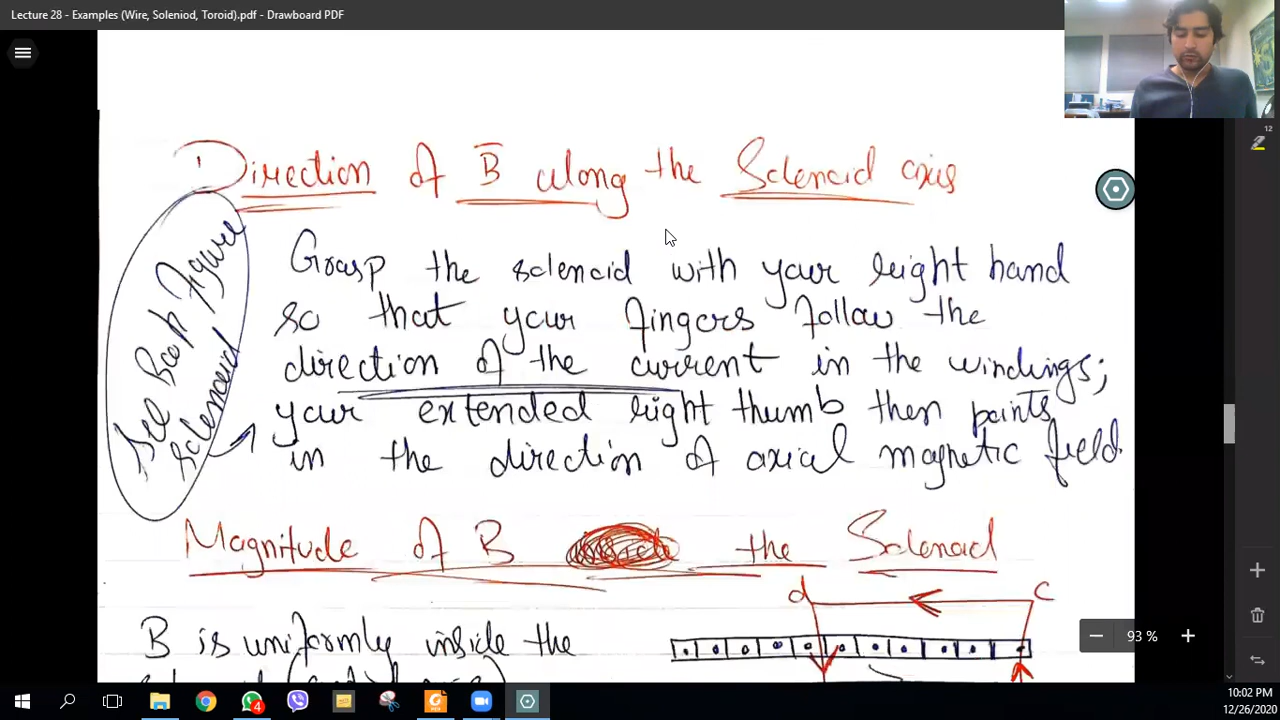 Lecture 28 - Examples (Wire, Soleniod, Toroid).pdf - Drawboard PDF
12
Direction of B along the Solenoid axis
See Book Figure
Solenoid
Grasp the solenoid with your right hand
so that your fingers follow the
direction of the current in the windings;
your extended right thumb then points
in the direction of axial magnetic field.
Magnitude of B the Solenoid
d c
B is uniformly inside the
93 %
4
10:02 PM
12/26/2020